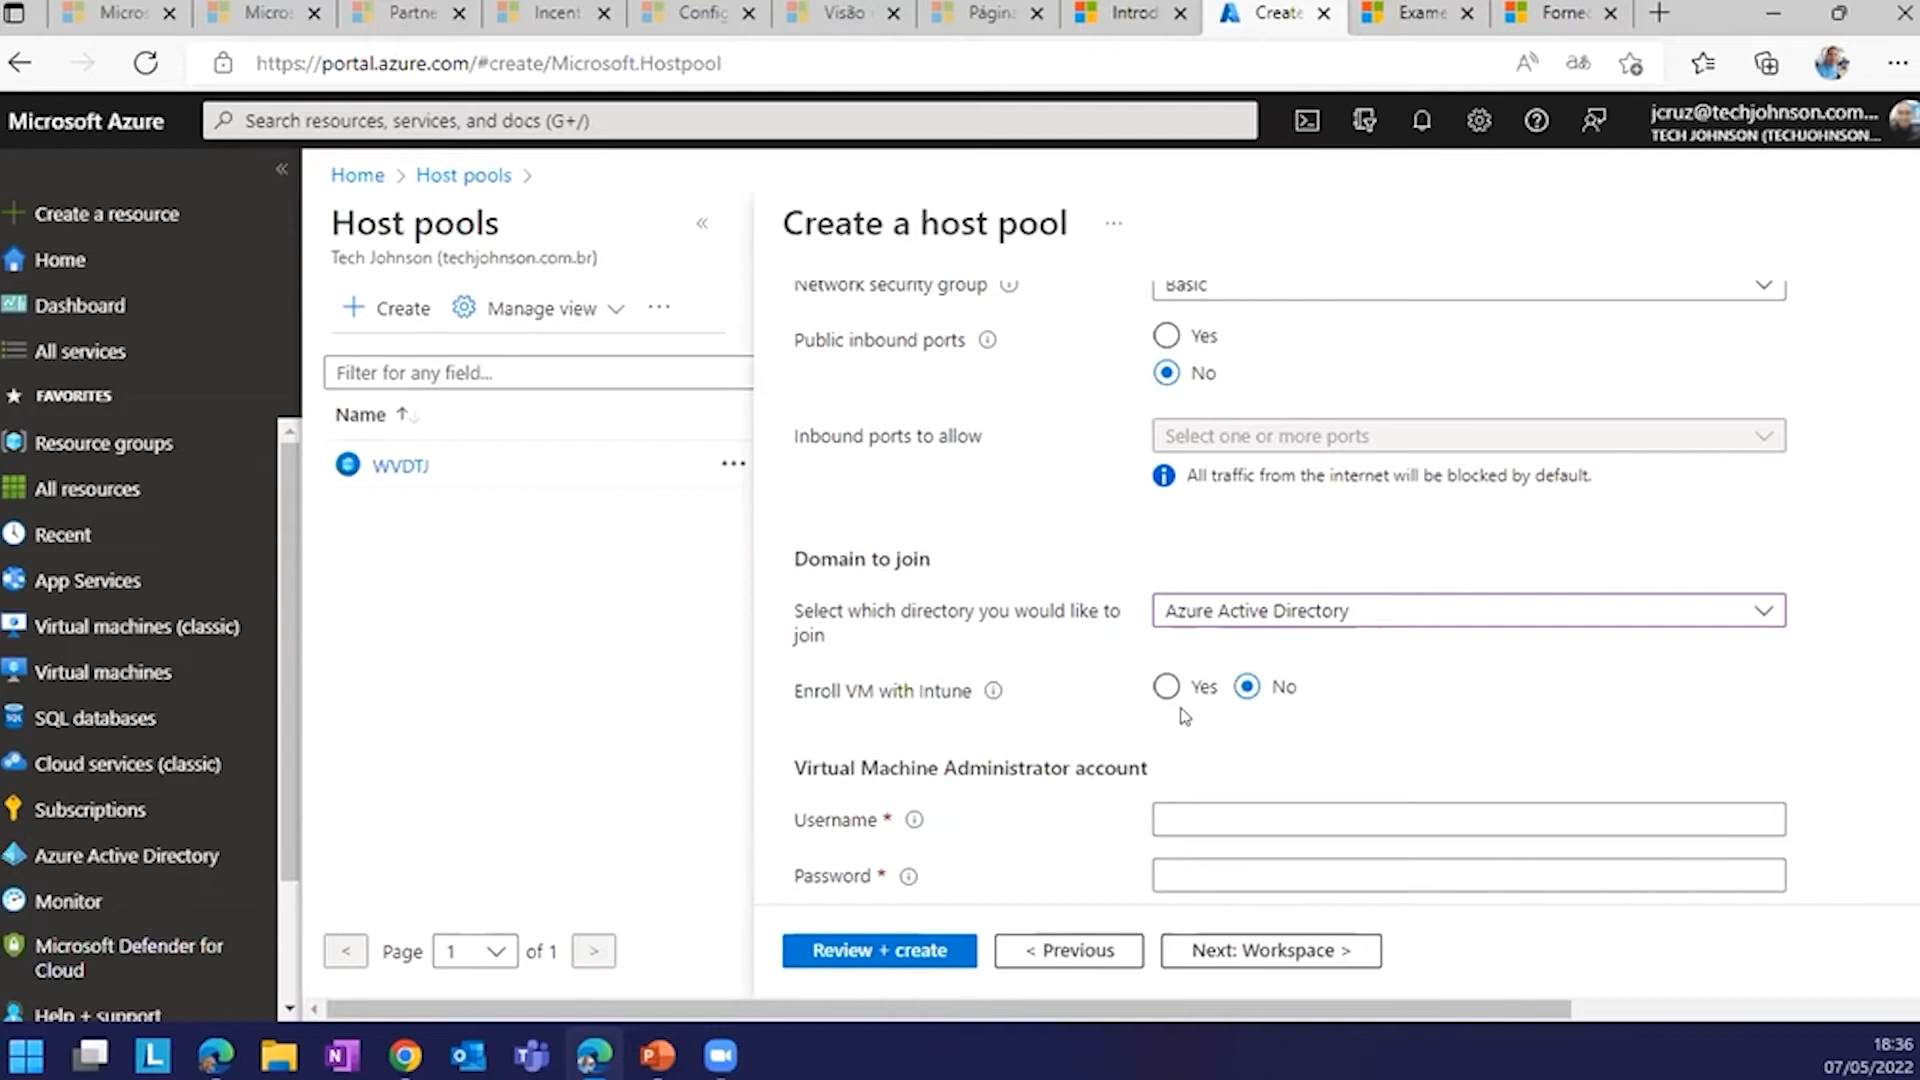 Micros
Micros
Partne
Incent
Config
Visão
Página
Introd
Create
Exame
Fornec
https://portal.azure.com/#create/Microsoft.Hostpool
Microsoft Azure
Search resources, services, and docs (G+/)
jcruz@techjohnson.com...
TECH JOHNSON (TECHJOHNSON...
Create a resource
Home
Dashboard
All services
FAVORITES
Resource groups
All resources
Recent
App Services
Virtual machines (classic)
Virtual machines
SQL databases
Cloud services (classic)
Subscriptions
Azure Active Directory
Monitor
Microsoft Defender for
Cloud
Help + support
Home > Host pools >
Host pools
Tech Johnson (techjohnson.com.br)
Create
Manage view
Filter for any field...
Name
WVDTJ
< Page 1 of 1 >
Create a host pool
Network security group
Basic
Public inbound ports
Yes
No
Inbound ports to allow
Select one or more ports
All traffic from the internet will be blocked by default.
Domain to join
Select which directory you would like to
join
Azure Active Directory
Enroll VM with Intune
Yes
No
Virtual Machine Administrator account
Username *
Password *
Review + create
< Previous
Next: Workspace >
18:36
07/05/2022